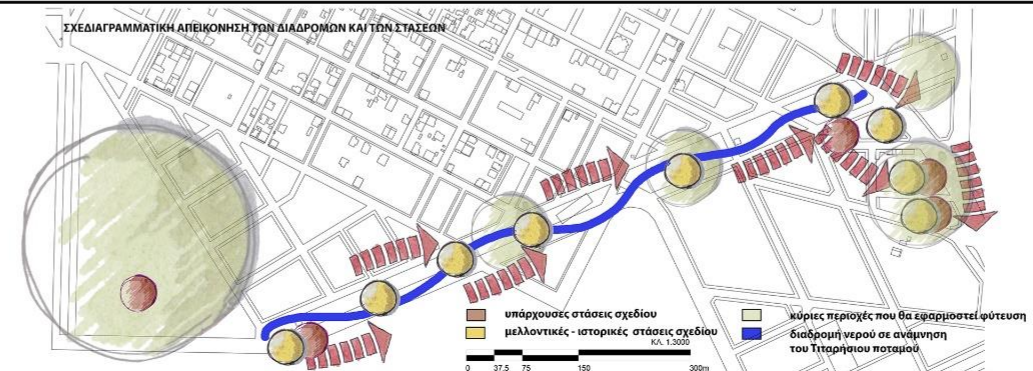 ΣΧΕΔΙΑΓΡΑΜΜΑΤΙΚΗ ΑΠΕΙΚΟΝΗΣΗ ΤΩΝ ΔΙΑΔΡΟΜΩΝ ΚΑΙ ΤΩΝ ΣΤΑΣΕΩΝ
υπάρχουσες στάσεις σχεδίου
μελλοντικές - ιστορικές στάσεις σχεδίου
ΚΛ. 1.3000
0 37.5 75 150 300m
κύριες περιοχές που θα εφαρμοστεί φύτευση
διαδρομή νερού σε ανάμνηση
του Τιταρήσιου ποταμού